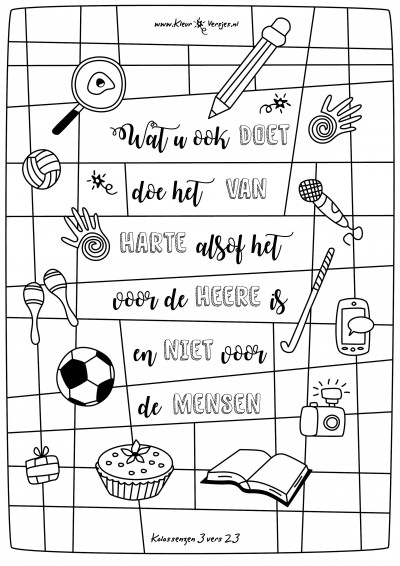 www.KleurVersjes.nl
Wat u ook DOET
doe het VAN
HARTE alsof het
voor de HEERE is
en NIET voor
de MENSEN
Kolossenzen 3 vers 23